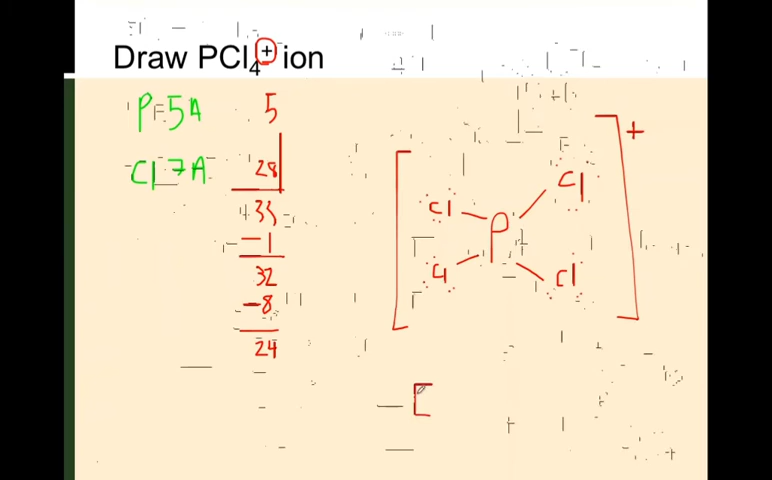 Draw PCl4+ ion
P 5A 5
Cl 7A 28
33
-1
32
-8
24
[ ]+
Cl Cl
P
Cl Cl
[